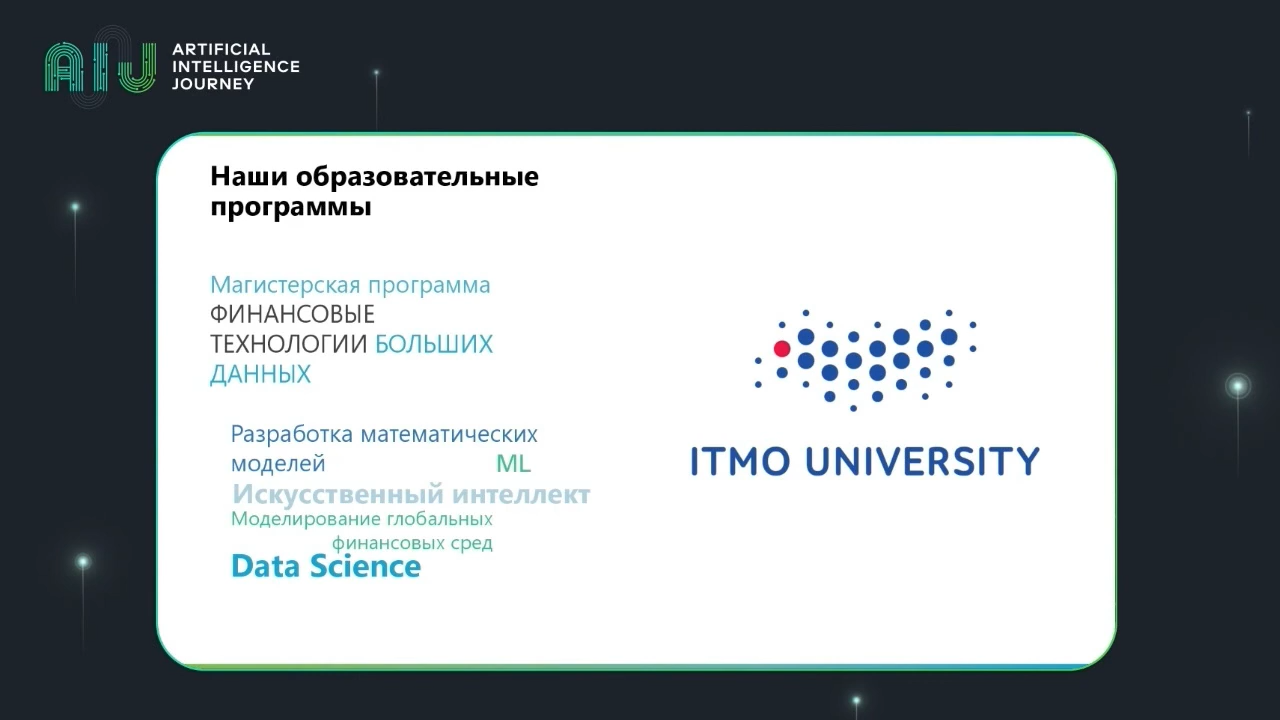 ARTIFICIAL
INTELLIGENCE
JOURNEY
Наши образовательные
программы
Магистерская программа
ФИНАНСОВЫЕ
ТЕХНОЛОГИИ БОЛЬШИХ
ДАННЫХ
Разработка математических
моделей ML
Искусственный интеллект
Моделирование глобальных
финансовых сред
Data Science
ITMO UNIVERSITY